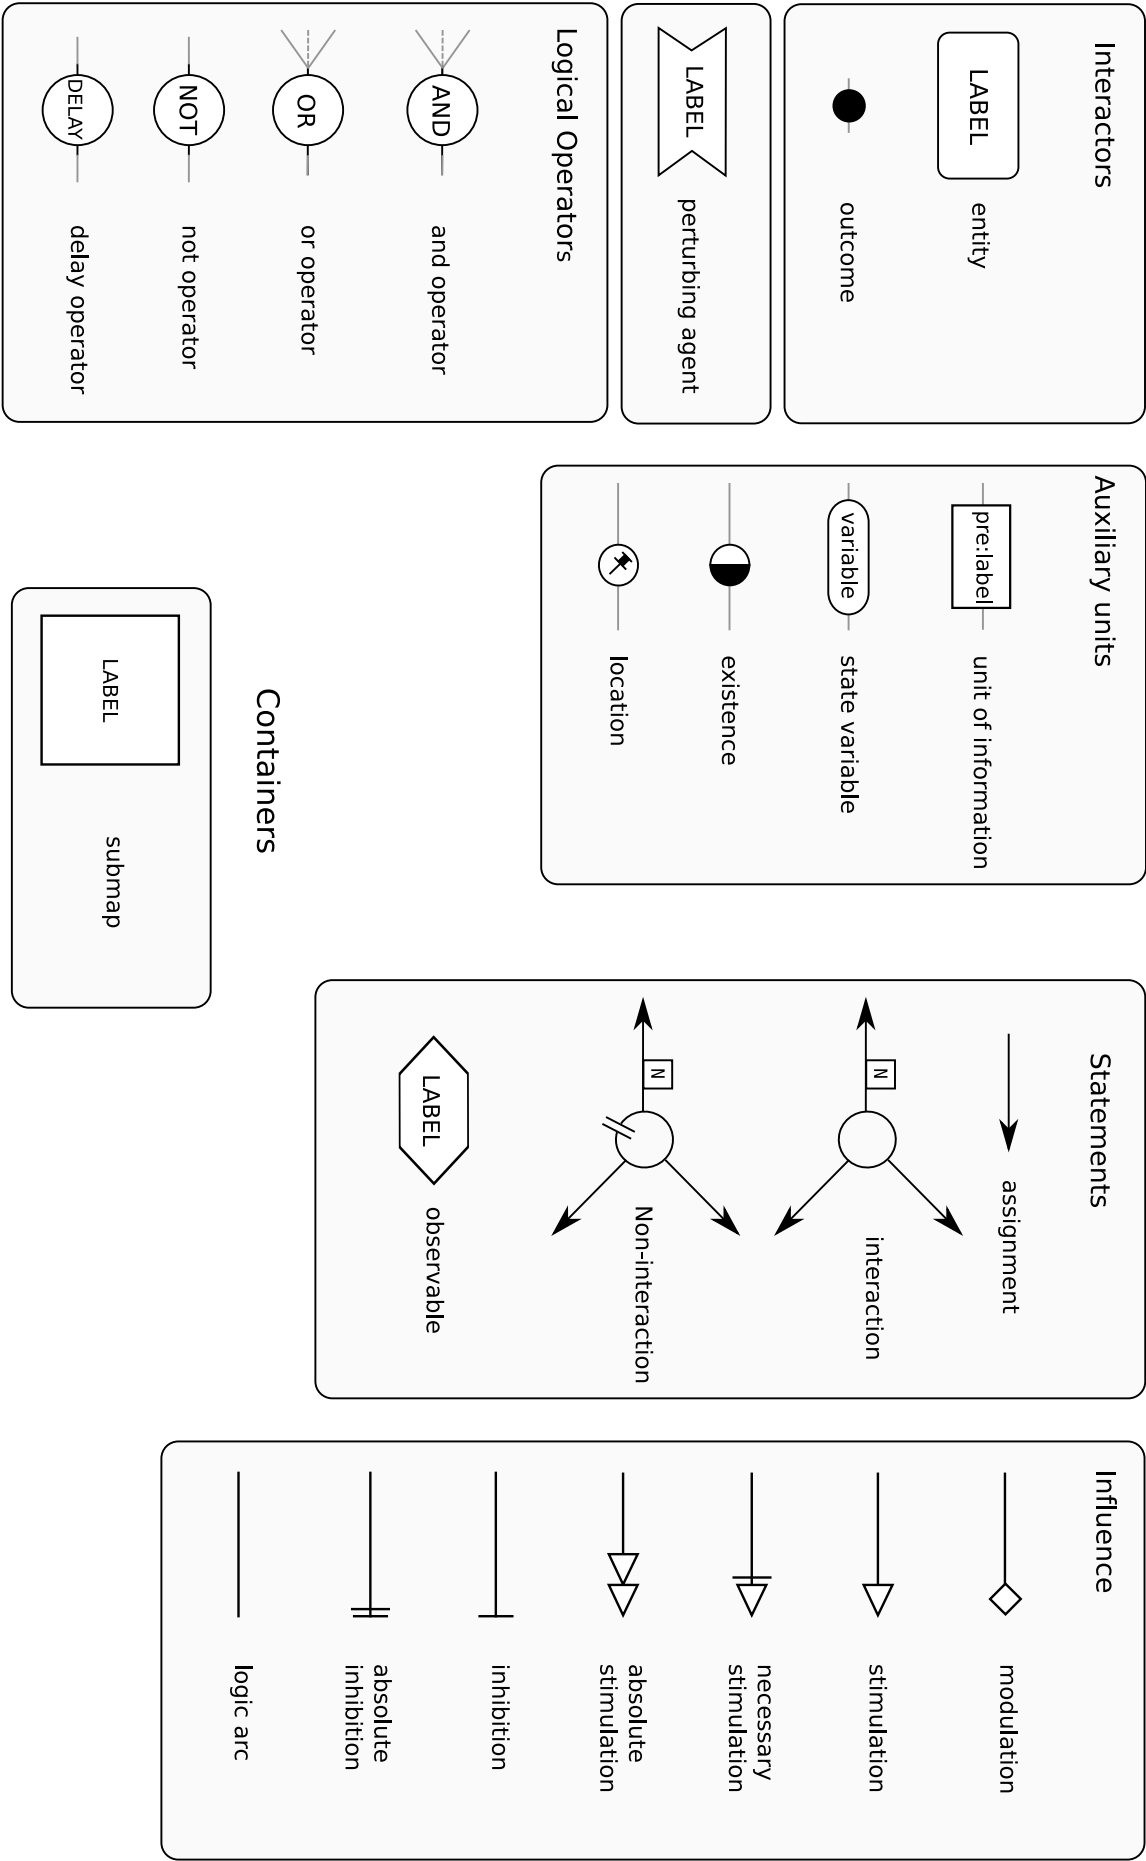 Interactors
LABEL
entity
outcome
LABEL
perturbing agent
Logical Operators
AND
and operator
OR
or operator
NOT
not operator
DELAY
delay operator
Auxiliary units
pre:label
unit of information
variable
state variable
existence
location
Containers
LABEL
submap
Statements
assignment
N
interaction
N
Non-interaction
LABEL
observable
Influence
modulation
stimulation
necessary
stimulation
absolute
stimulation
inhibition
absolute
inhibition
logic arc